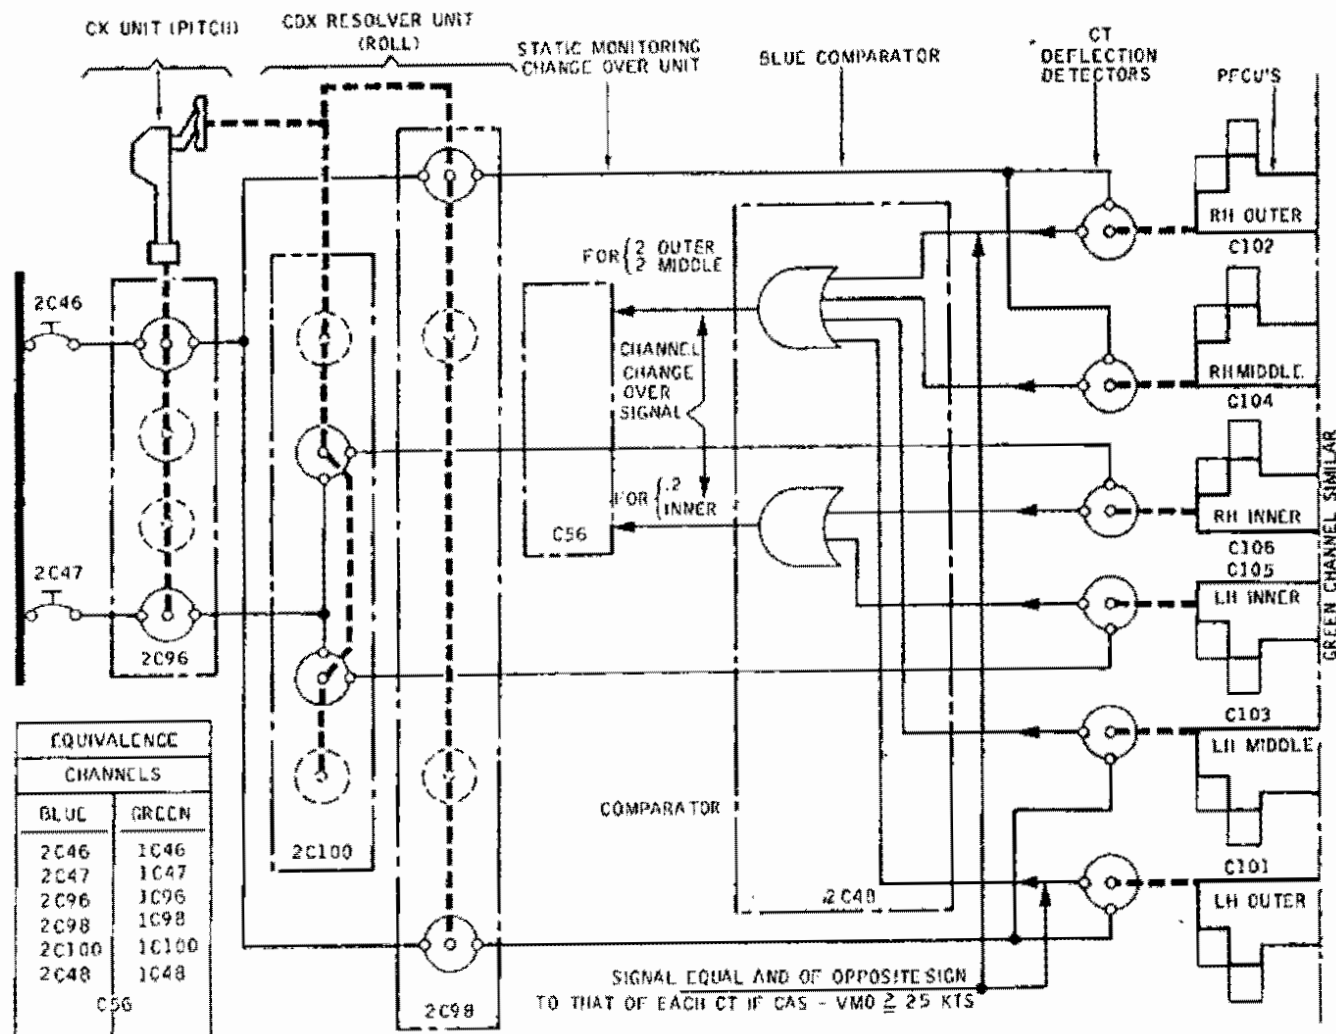 CX UNIT (PITCH)
CDX RESOLVER UNIT
(ROLL)
STATIC MONITORING
CHANGE OVER UNIT
BLUE COMPARATOR
CT
DEFLECTION
DETECTORS
PFCU'S
RH OUTER
C102
FOR { 2 OUTER
2 MIDDLE
2C46
RH MIDDLE
C104
CHANNEL
CHANGE
OVER
SIGNAL
FOR { .2
INNER
C56
RH INNER
C106
C105
LH INNER
GREEN CHANNEL SIMILAR
2C47
2C96
C103
LH MIDDLE
COMPARATOR
2C100
C101
LH OUTER
2C48
2C98
SIGNAL EQUAL AND OF OPPOSITE SIGN
TO THAT OF EACH CT IF CAS - VMO ≥ 25 KTS
EQUIVALENCE
CHANNELS
BLUE GREEN
2C46 1C46
2C47 1C47
2C96 1C96
2C98 1C98
2C100 1C100
2C48 1C48
C56